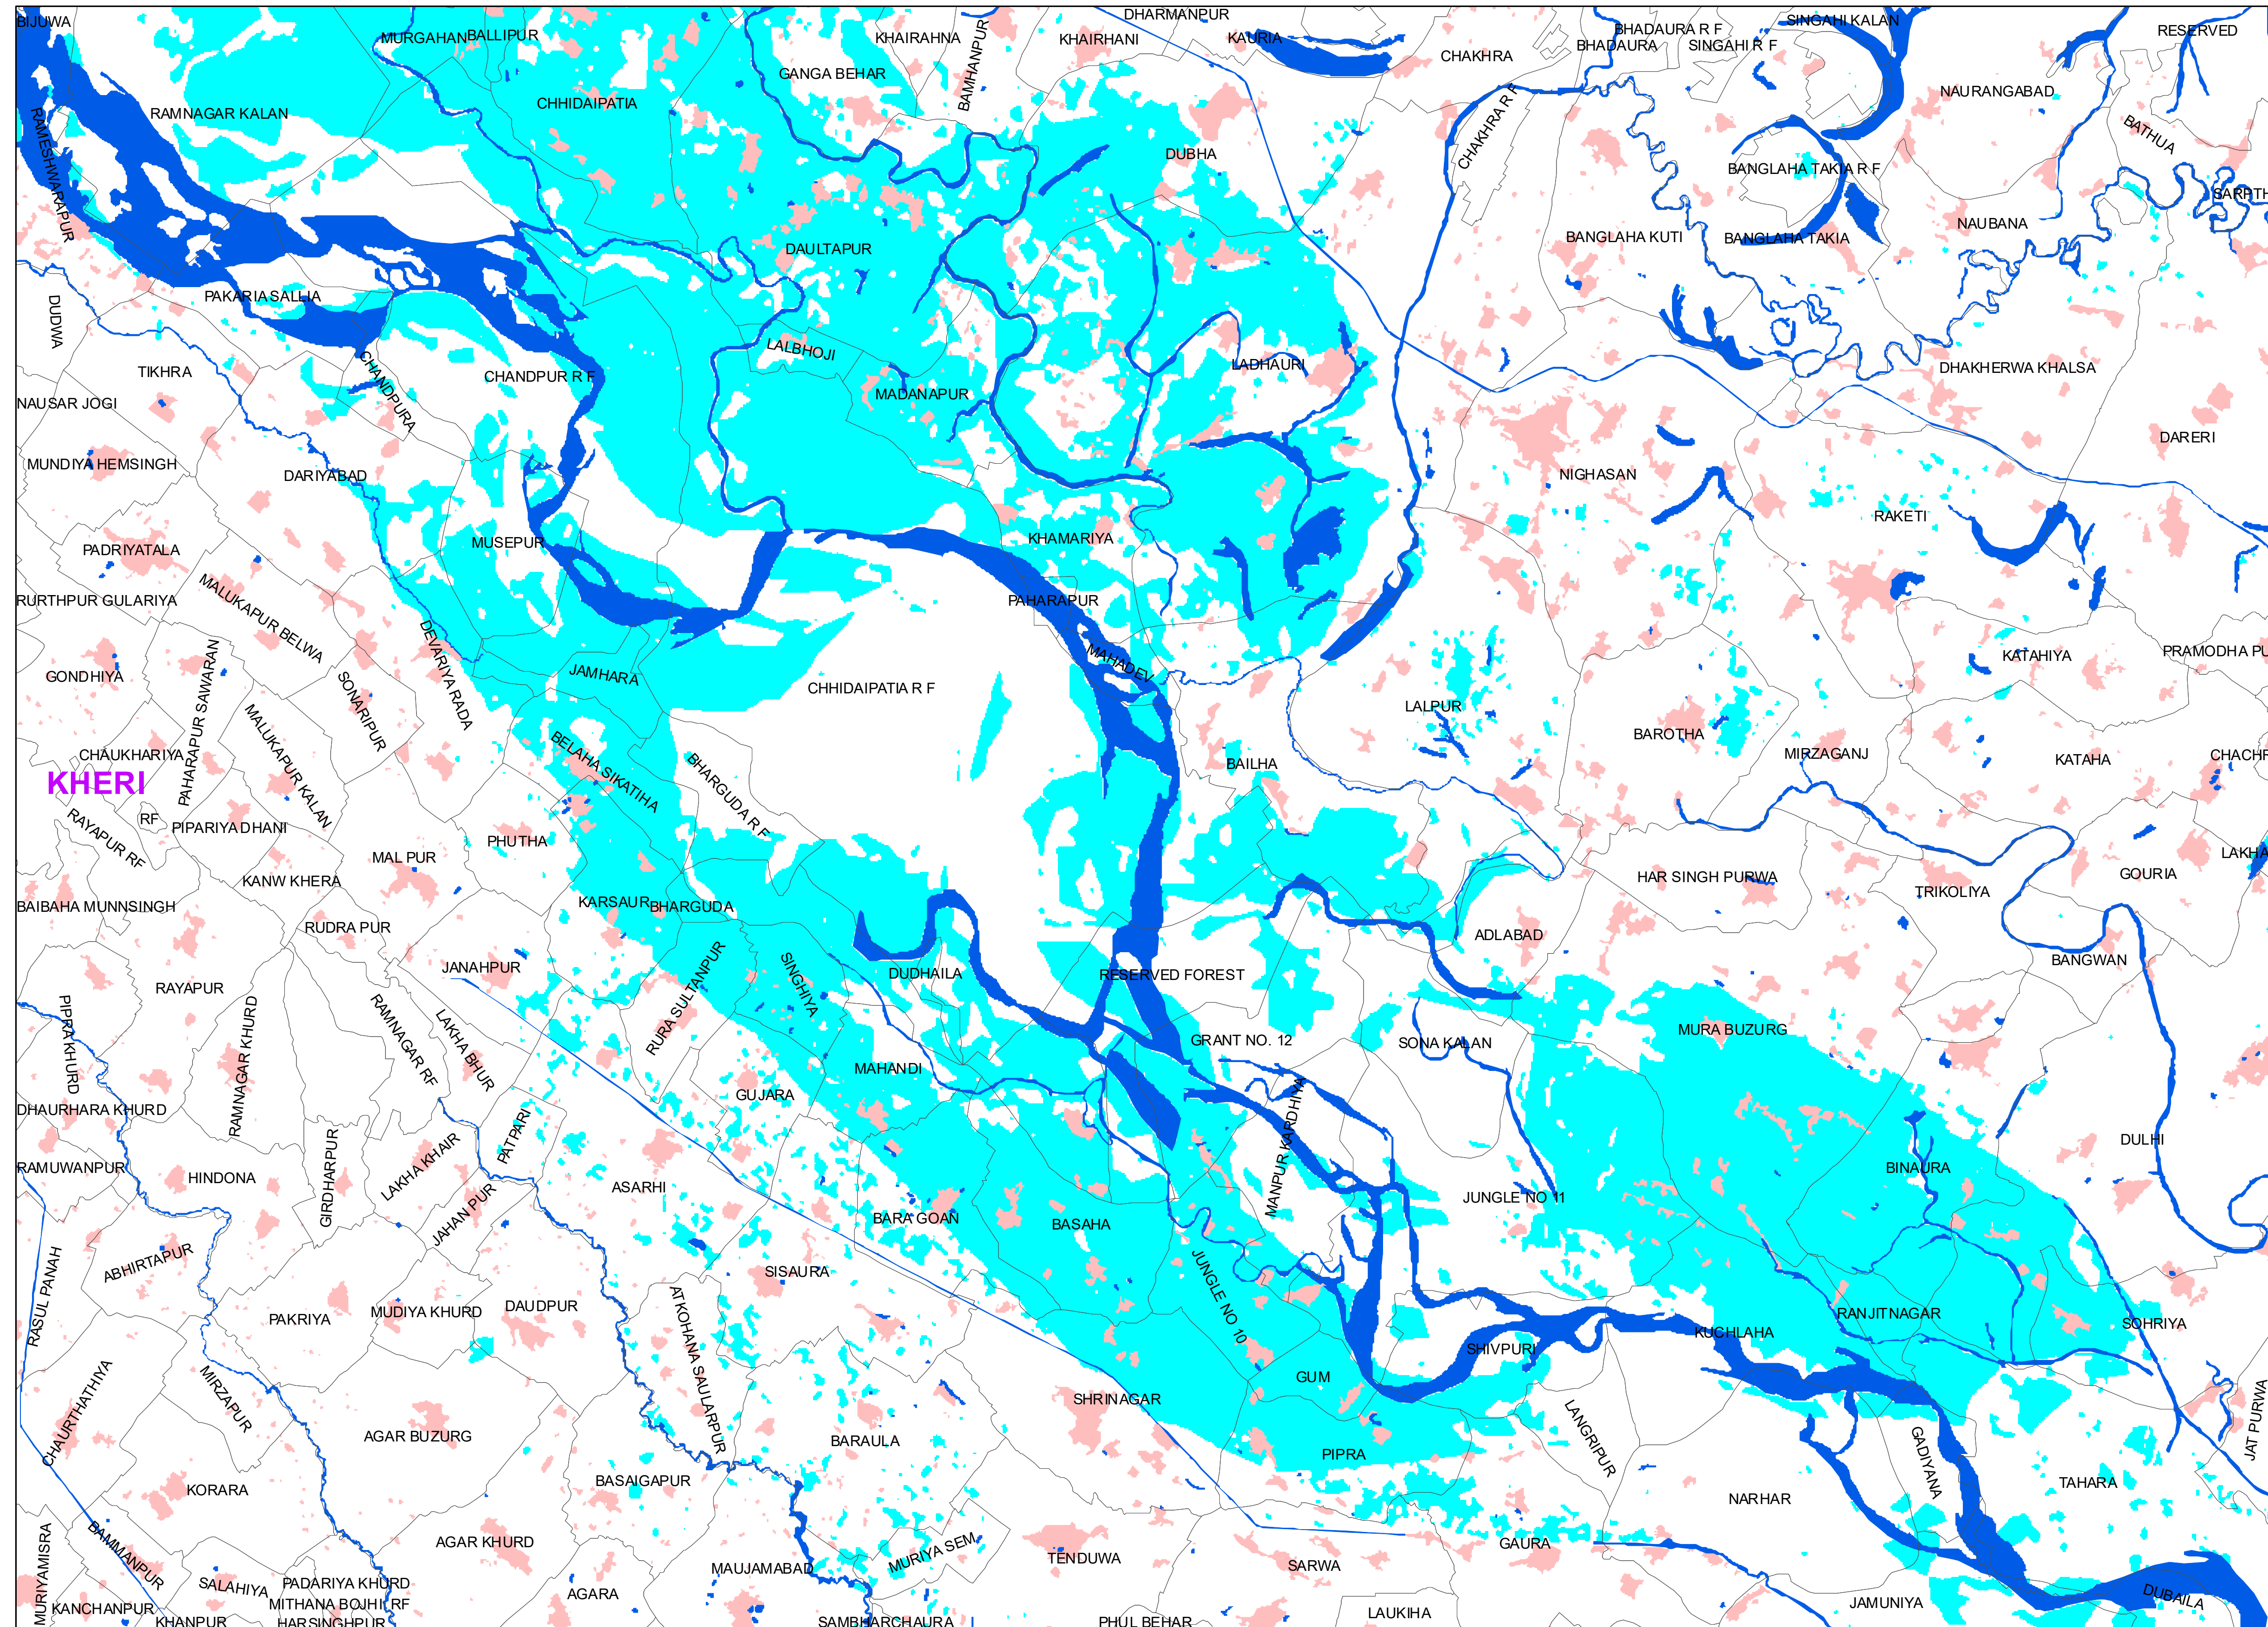 BIJUWA
DHARMANPUR
SINGAHI KALAN
MURGAHAN
BALLIPUR
KHAIRAHNA
BAMHANPUR
KHAIRHANI
KAURIA
CHAKHRA
BHADAURA R F
BHADAURA
SINGAHI R F
RESERVED
GANGA BEHAR
CHHIDAIPATIA
RAMNAGAR KALAN
RAMESHWARAPUR
CHAKHRA R F
NAURANGABAD
BATHUA
DUBHA
BANGLAHA TAKIA R F
SARPTH
DAULTAPUR
BANGLAHA KUTI
BANGLAHA TAKIA
NAUBANA
PAKARIA SALLIA
DUDWA
LALBHOJI
TIKHRA
CHANDPURA
CHANDPUR R F
MADANAPUR
LADHAURI
DHAKHERWA KHALSA
NAUSAR JOGI
MUNDIYA HEMSINGH
DARIYABAD
NIGHASAN
DARERI
RAKETI
PADRIYATALA
MUSEPUR
KHAMARIYA
RURTHPUR GULARIYA
MALUKAPUR BELWA
PAHARAPUR
DEVARIYA RADA
MAHADEV
GONDHIYA
PAHARAPUR SAWARAN
SONARIPUR
JAMHARA
CHHIDAIPATIA R F
KATAHIYA
PRAMODHA PU
LALPUR
MALUKAPUR KALAN
BELAHA SIKATIHA
BHARGUDA R F
BAROTHA
MIRZAGANJ
KATAHA
CHACHR
CHAUKHARIYA
KHERI
BAILHA
RAYAPUR RF
RF
PIPARIYA DHANI
PHUTHA
MAL PUR
GOURIA
LAKHA
KANW KHERA
HAR SINGH PURWA
TRIKOLIYA
BAIBAHA MUNNSINGH
KARSAUR
BHARGUDA
RUDRA PUR
ADLABAD
JANAHPUR
DUDHAILA
RESERVED FOREST
BANGWAN
RAYAPUR
RURA SULTANPUR
SINGHIYA
PIPRA KHURD
RAMNAGAR KHURD
RAMNAGAR RF
LAKHA BHUR
GRANT NO. 12
SONA KALAN
MURA BUZURG
MAHANDI
GUJARA
DHAURHARA KHURD
MANPUR KARDHIYA
PATPARI
DULHI
RAMUWANPUR
HINDONA
GIRDHARPUR
LAKHA KHAIR
ASARHI
BINAURA
JUNGLE NO 11
JAHAN PUR
BARA GOAN
BASAHA
RASUL PANAH
ABHIRTAPUR
SISAURA
JUNGLE NO 10
PAKRIYA
MUDIYA KHURD
DAUDPUR
ATKOHANA SAULARPUR
RANJITNAGAR
SOHRIYA
KUCHLAHA
SHIVPURI
GUM
CHAURTHATHIYA
MIRZAPUR
SHRINAGAR
AGAR BUZURG
BARAULA
LANGRIPUR
GADIYANA
JAT PURWA
PIPRA
BASAIGAPUR
TAHARA
KORARA
NARHAR
MURIYAMISRA
BAMMANPUR
AGAR KHURD
MURIYA SEM.
TENDUWA
GAURA
SARWA
MAUJAMABAD
SALAHIYA
PADARIYA KHURD
AGARA
DUBAILA
MITHANA BOJHI RF
KANCHANPUR
JAMUNIYA
LAUKIHA
KHANPUR
HARSINGHPUR
SAMBHARCHAURA
PHUL BEHAR